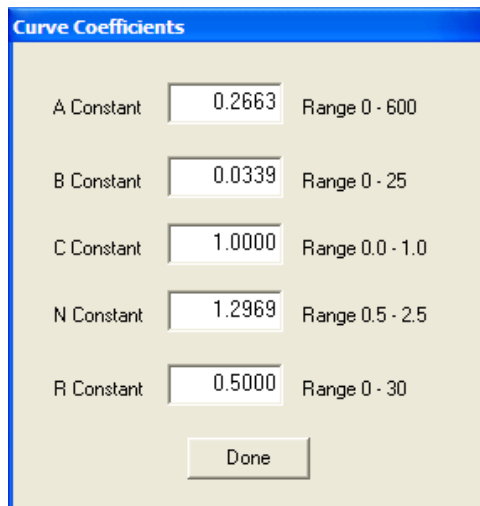 Curve Coefficients
A Constant 0.2663 Range 0 - 600
B Constant 0.0339 Range 0 - 25
C Constant 1.0000 Range 0.0 - 1.0
N Constant 1.2969 Range 0.5 - 2.5
R Constant 0.5000 Range 0 - 30
Done